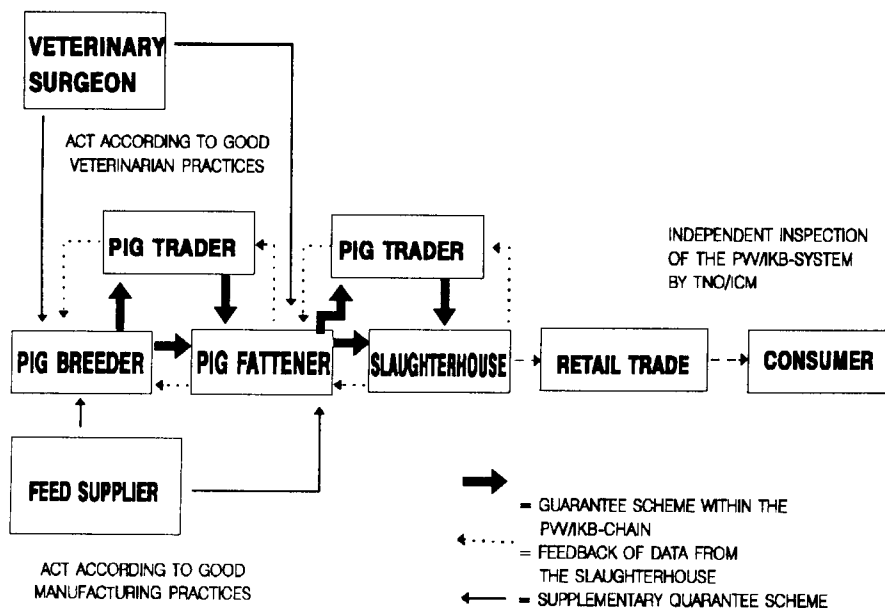 VETERINARY
SURGEON
ACT ACCORDING TO GOOD
VETERINARIAN PRACTICES
PIG TRADER
PIG TRADER
INDEPENDENT INSPECTION
OF THE PVV/IKB-SYSTEM
BY TNO/ICM
PIG BREEDER
PIG FATTENER
SLAUGHTERHOUSE
RETAIL TRADE
CONSUMER
FEED SUPPLIER
= GUARANTEE SCHEME WITHIN THE
PVV/IKB-CHAIN
= FEEDBACK OF DATA FROM
THE SLAUGHTERHOUSE
= SUPPLEMENTARY QUARANTEE SCHEME
ACT ACCORDING TO GOOD
MANUFACTURING PRACTICES